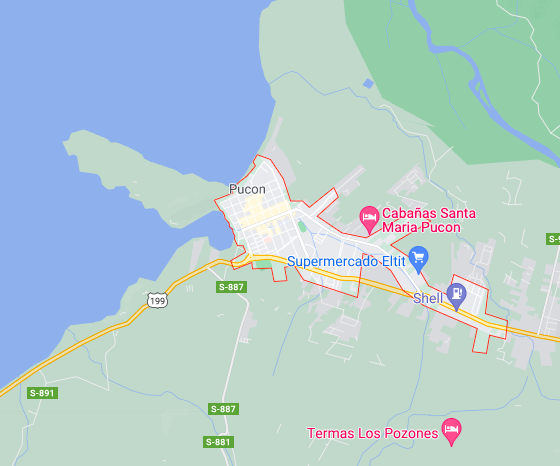 Pucon
Cabañas Santa
Maria Pucon
Supermercado Eltit
S-887
Shell
199
S-891
S-887
S-881
Termas Los Pozones